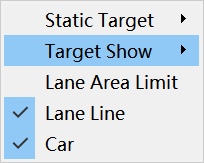 Static Target
Target Show
Lane Area Limit
Lane Line
Car